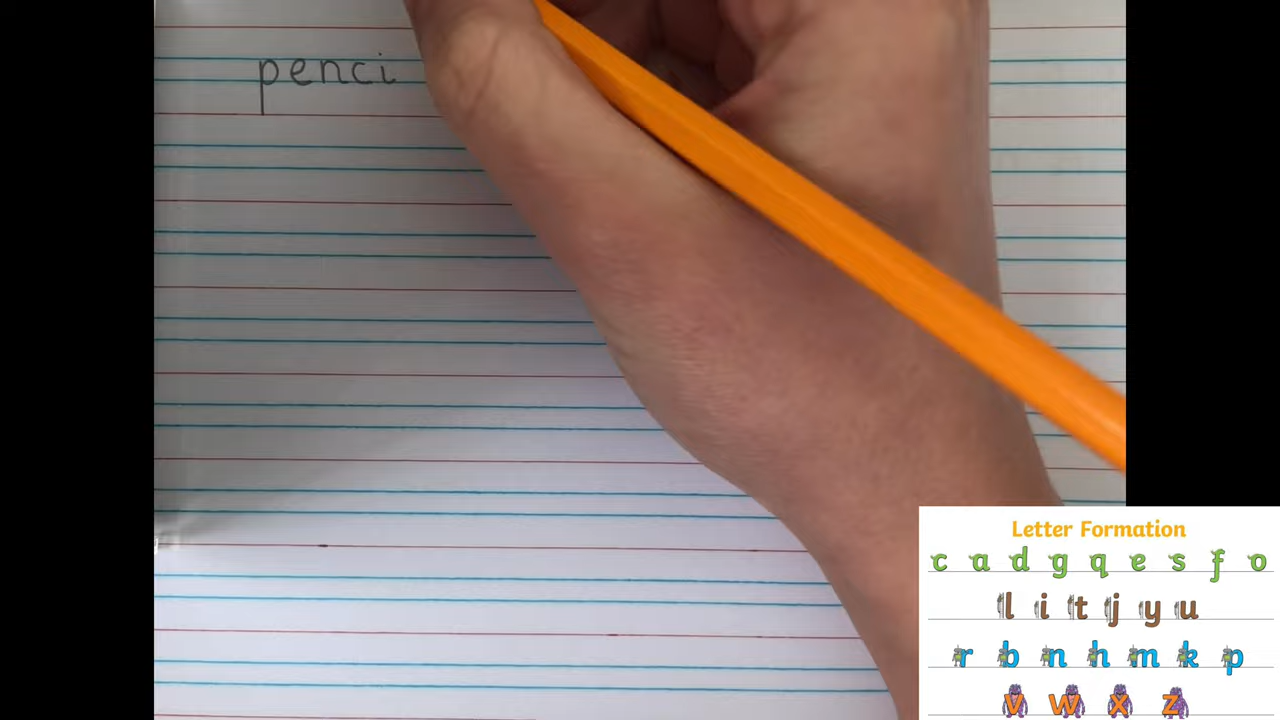 penci
Letter Formation
c a d g q e s f o
l i t j y u
r b n h m k p
v w x z